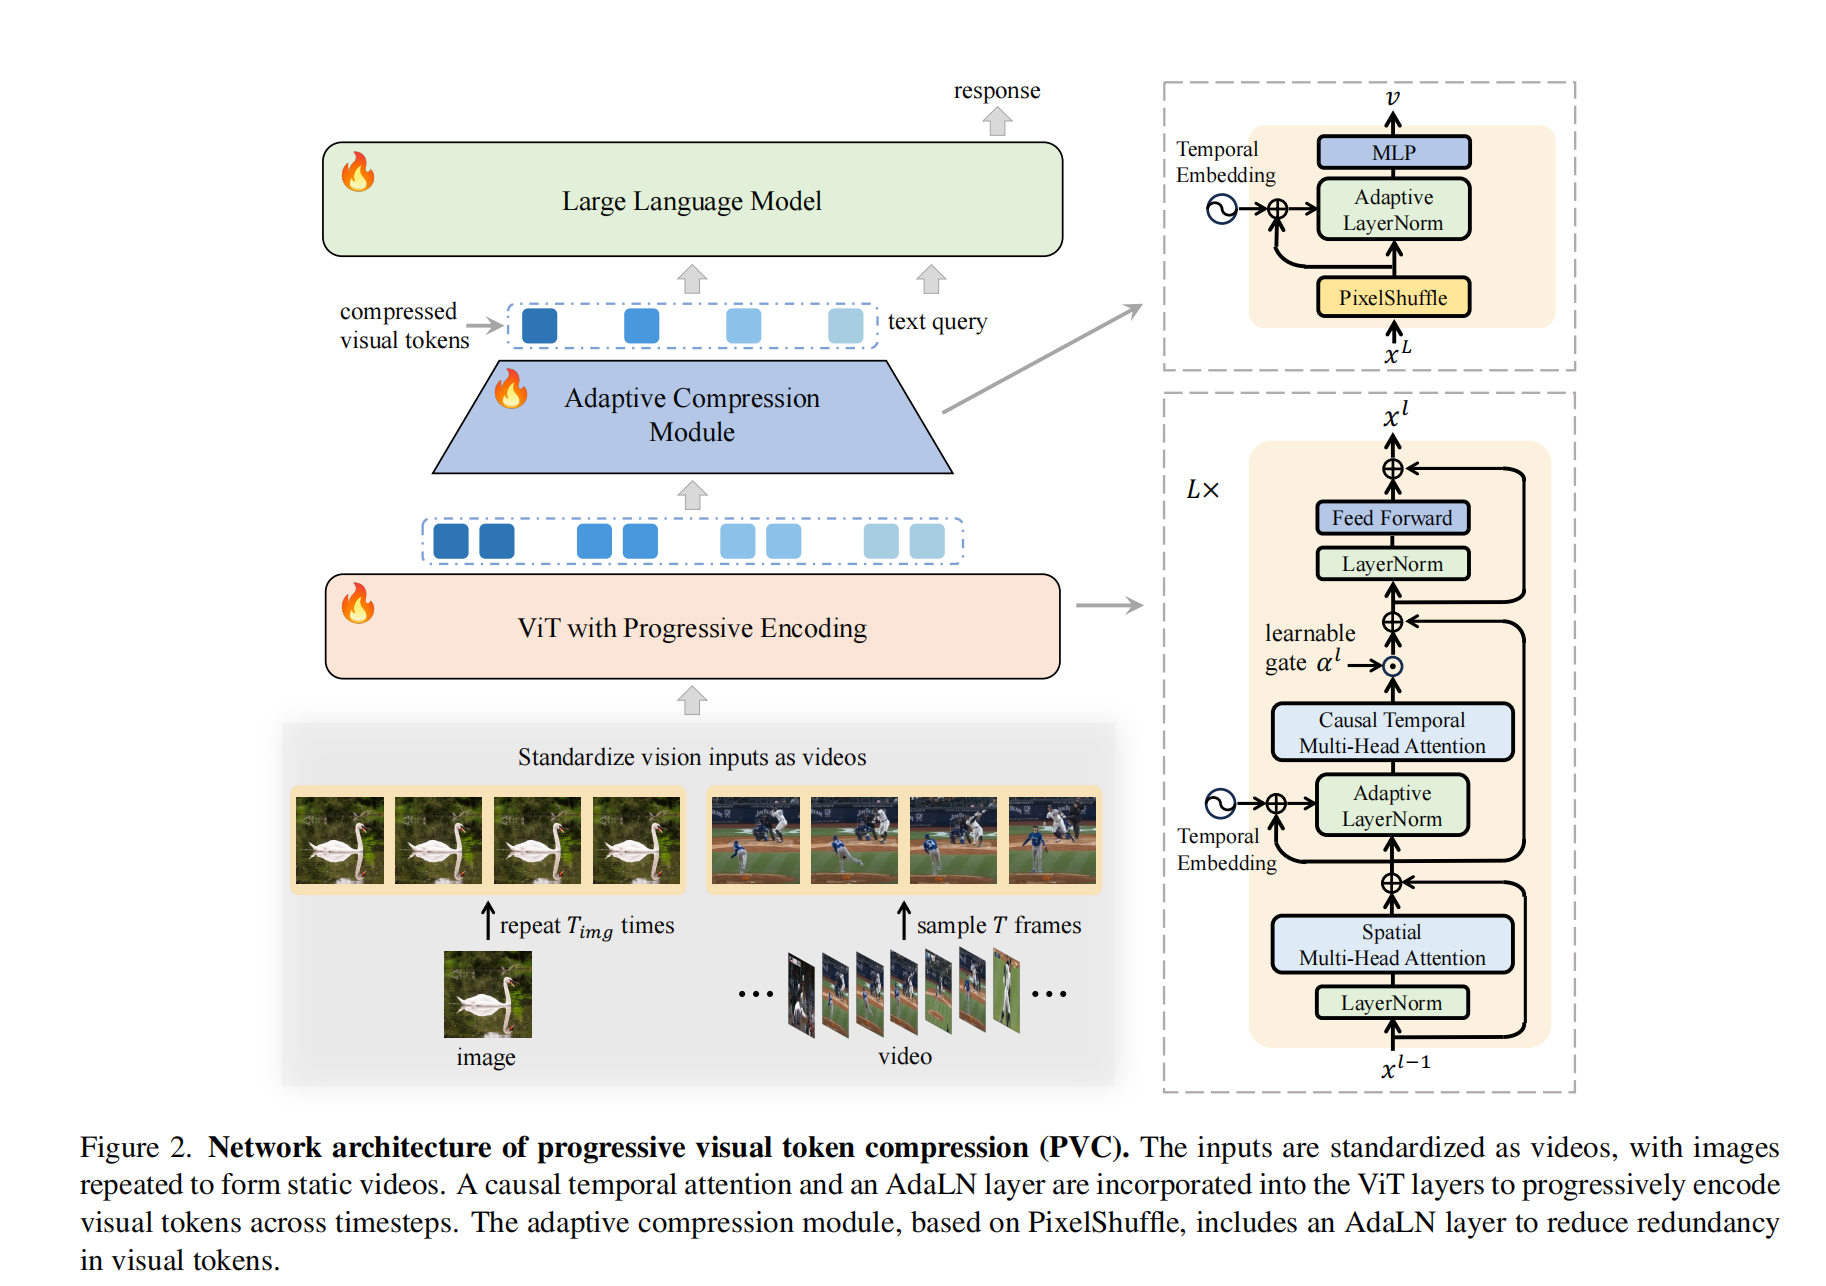 response
Large Language Model
compressed
visual tokens
text query
Adaptive Compression
Module
ViT with Progressive Encoding
Standardize vision inputs as videos
repeat T_img times
sample T frames
image
video
v
MLP
Temporal
Embedding
Adaptive
LayerNorm
PixelShuffle
x^L
x^l
L×
Feed Forward
LayerNorm
learnable
gate α^l
Causal Temporal
Multi-Head Attention
Adaptive
LayerNorm
Temporal
Embedding
Spatial
Multi-Head Attention
LayerNorm
x^{l−1}
Figure 2. Network architecture of progressive visual token compression (PVC). The inputs are standardized as videos, with images
repeated to form static videos. A causal temporal attention and an AdaLN layer are incorporated into the ViT layers to progressively encode
visual tokens across timesteps. The adaptive compression module, based on PixelShuffle, includes an AdaLN layer to reduce redundancy
in visual tokens.